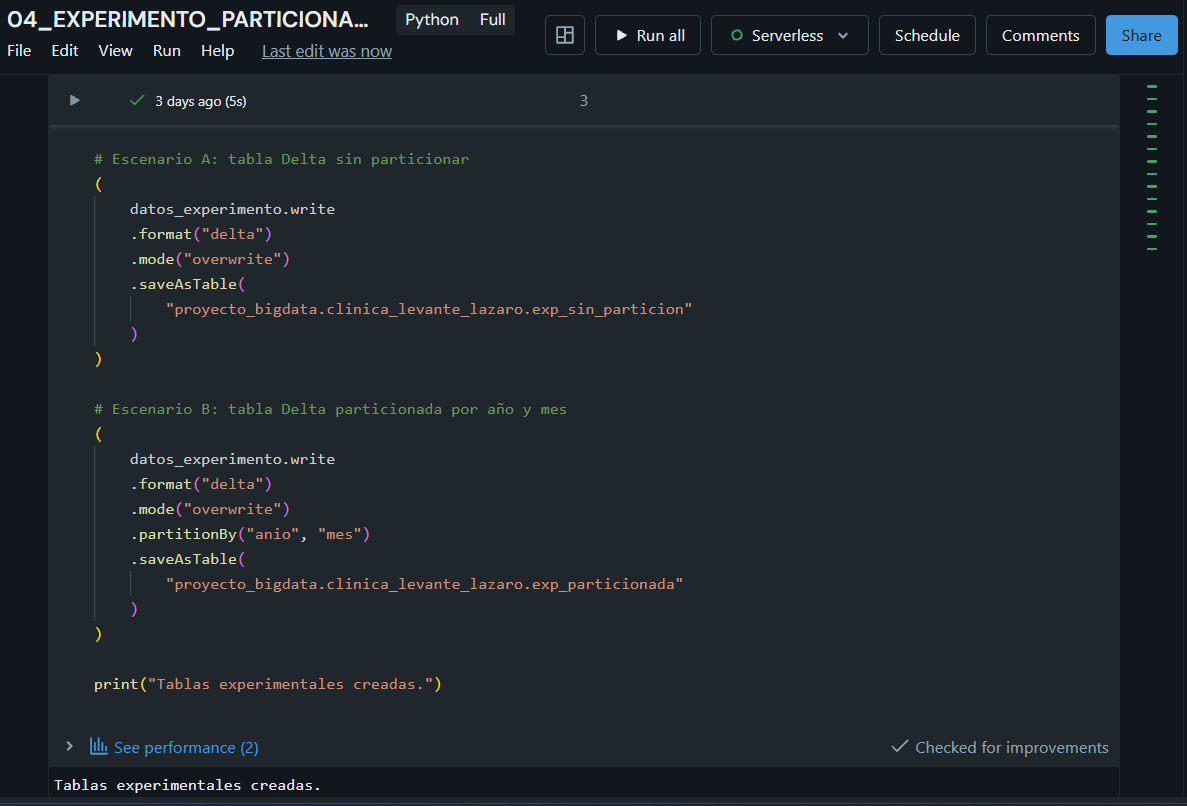 04_EXPERIMENTO_PARTICIONA... Python Full
File Edit View Run Help Last edit was now
Run all Serverless Schedule Comments Share
3 days ago (5s) 3
# Escenario A: tabla Delta sin particionar
(
datos_experimento.write
.format("delta")
.mode("overwrite")
.saveAsTable(
"proyecto_bigdata.clinica_levante_lazaro.exp_sin_particion"
)
)
# Escenario B: tabla Delta particionada por año y mes
(
datos_experimento.write
.format("delta")
.mode("overwrite")
.partitionBy("anio", "mes")
.saveAsTable(
"proyecto_bigdata.clinica_levante_lazaro.exp_particionada"
)
)
print("Tablas experimentales creadas.")
See performance (2) Checked for improvements
Tablas experimentales creadas.